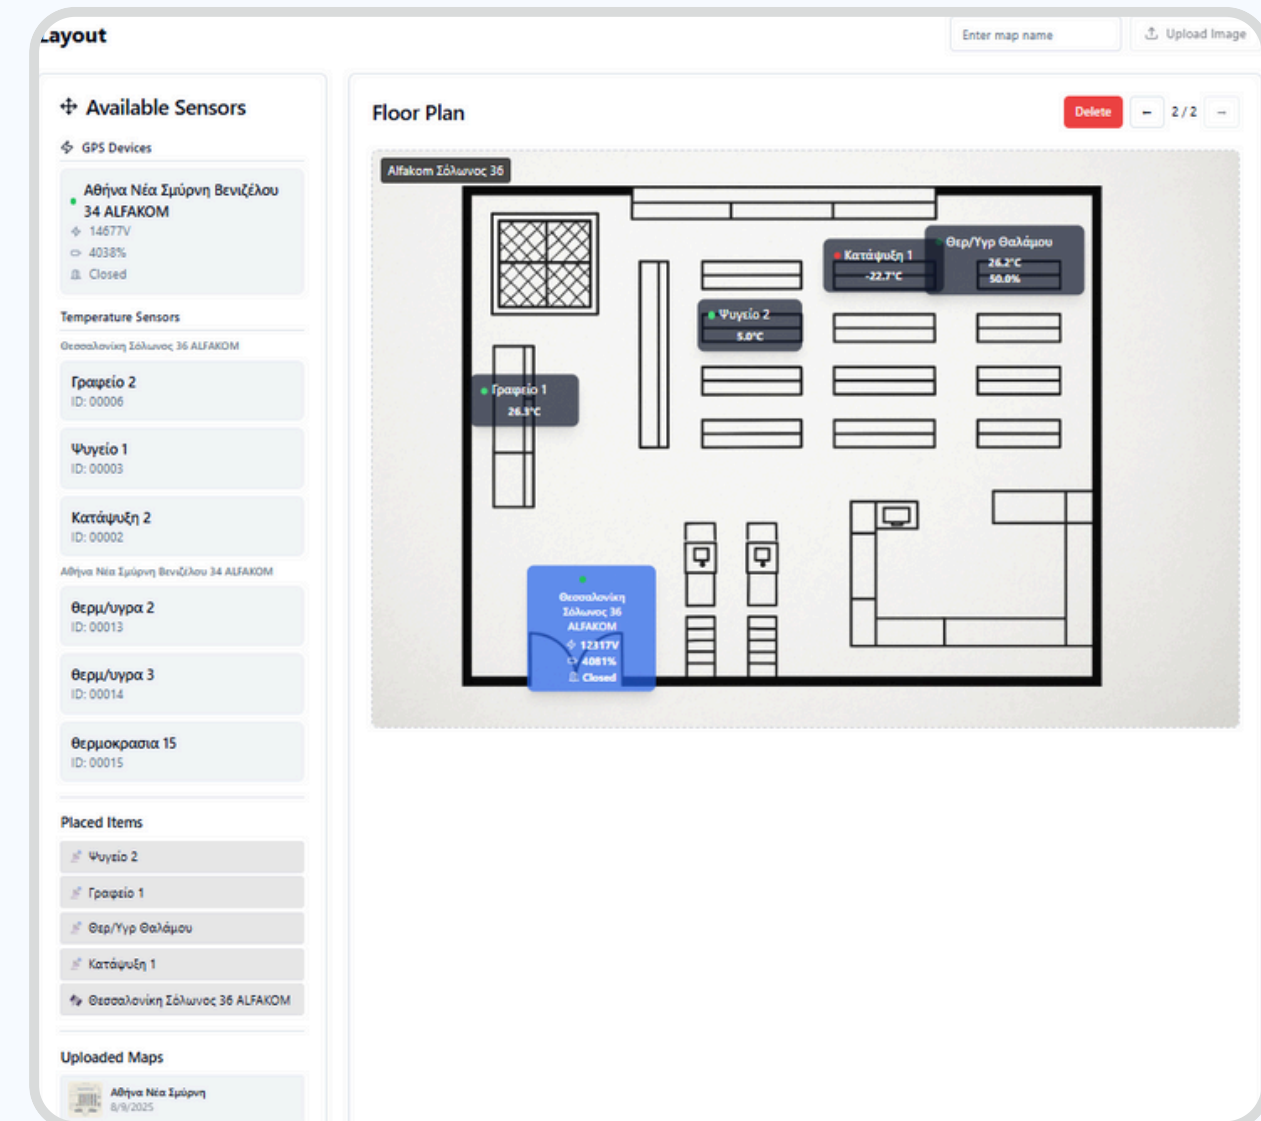 Layout
Enter map name
Upload Image
Available Sensors
GPS Devices
Αθήνα Νέα Σμύρνη Βενιζέλου
34 ALFAKOM
14677V
4038%
Closed
Temperature Sensors
Θεσσαλονίκη Σόλωνος 36 ALFAKOM
Γραφείο 2
ID: 00006
Ψυγείο 1
ID: 00003
Κατάψυξη 2
ID: 00002
Αθήνα Νέα Σμύρνη Βενιζέλου 34 ALFAKOM
θερμ/υγρα 2
ID: 00013
θερμ/υγρα 3
ID: 00014
θερμοκρασια 15
ID: 00015
Placed Items
Ψυγείο 2
Γραφείο 1
Θερ/Υγρ Θαλάμου
Κατάψυξη 1
Θεσσαλονίκη Σόλωνος 36 ALFAKOM
Uploaded Maps
Αθήνα Νέα Σμύρνη
8/9/2025
Floor Plan
Delete
2 / 2
Alfakom Σόλωνος 36
Κατάψυξη 1
-22.7°C
Θερ/Υγρ Θαλάμου
26.2°C
50.0%
Ψυγείο 2
5.0°C
Γραφείο 1
26.3°C
Θεσσαλονίκη
Σόλωνος 36
ALFAKOM
12317V
4081%
Closed